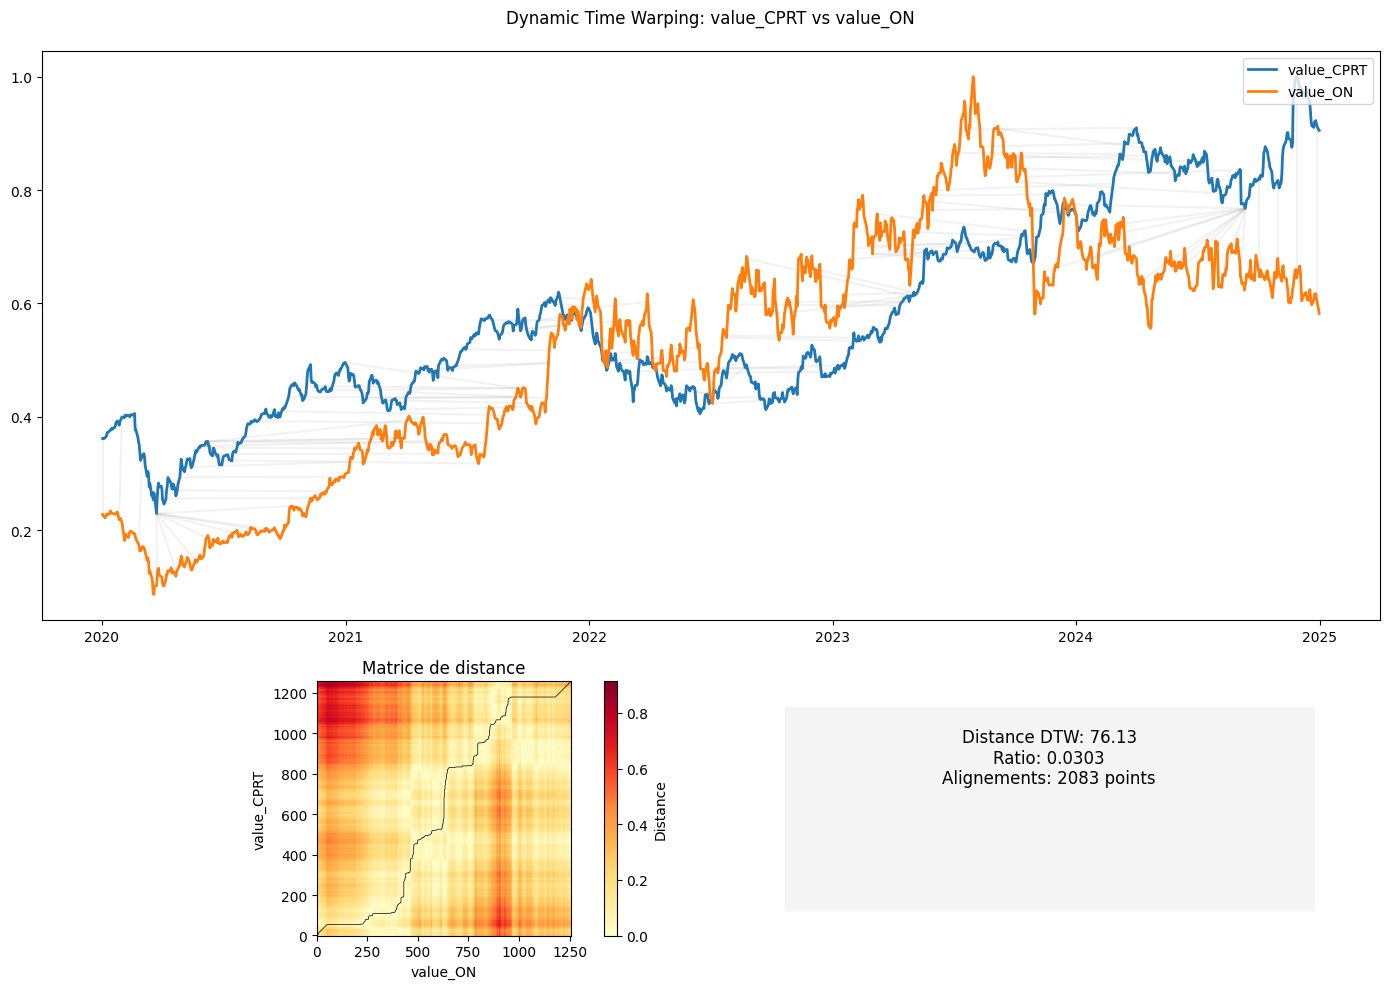 Dynamic Time Warping: value_CPRT vs value_ON
value_CPRT
value_ON
1.0
0.8
0.6
0.4
0.2
2020 2021 2022 2023 2024 2025
Matrice de distance
1200
1000
800
600
400
200
0
value_CPRT
0 250 500 750 1000 1250
value_ON
0.8
0.6
0.4
0.2
0.0
Distance
Distance DTW: 76.13
Ratio: 0.0303
Alignements: 2083 points